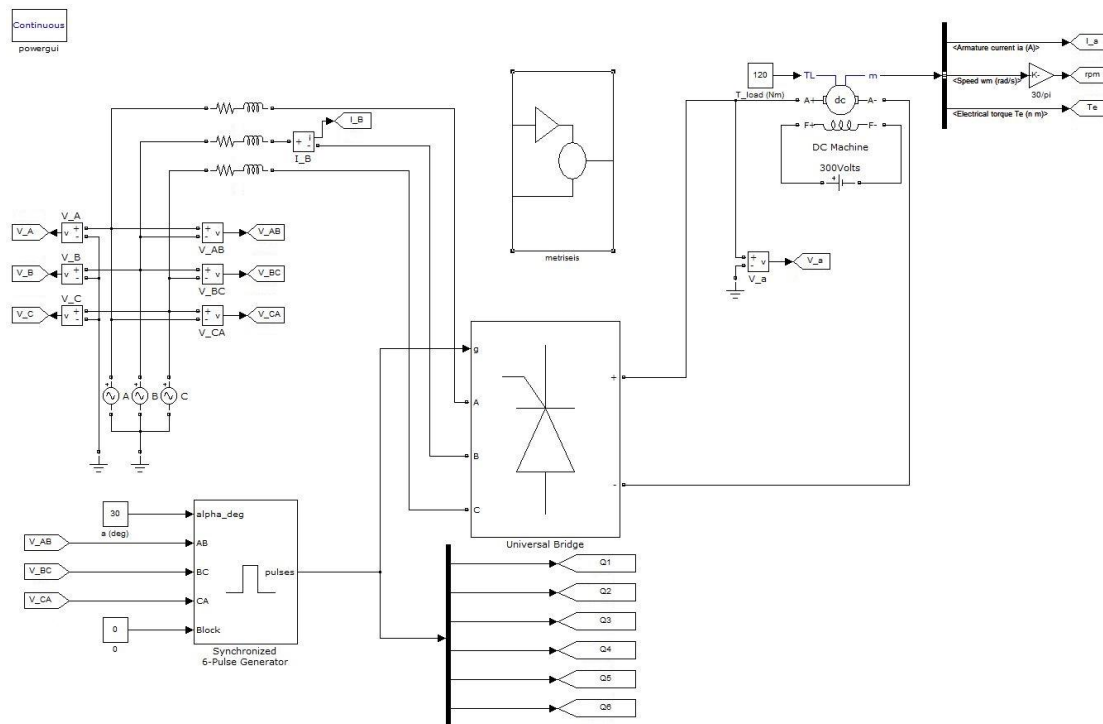 Continuous
powergui
I_B
i
+
-
I_B
V_A
V_A
v
+
-
+
-
v
V_AB
V_AB
V_B
V_B
v
+
-
+
-
v
V_BC
V_BC
V_C
V_C
v
+
-
+
-
v
V_CA
V_CA
A
B
C
metriseis
120
T_load (Nm)
TL
m
A+
dc
A-
F+
F-
DC Machine
300Volts
+
<Armature current ia (A)>
I_a
<Speed wm (rad/s)>
K-
rpm
30/pi
<Electrical torque Te (n m)>
Te
+
-
v
V_a
V_a
g
A
B
C
+
-
Universal Bridge
30
a (deg)
alpha_deg
V_AB
AB
V_BC
BC
pulses
V_CA
CA
0
0
Block
Synchronized
6-Pulse Generator
Q1
Q2
Q3
Q4
Q5
Q6